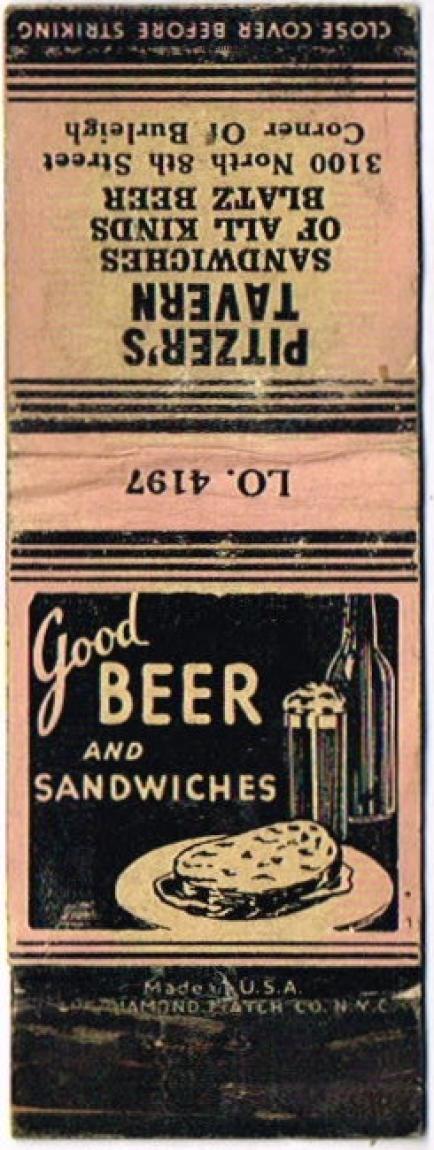 Good
BEER
AND
SANDWICHES
Made in U.S.A.
DIAMOND MATCH CO. N.Y.C.
LO. 4197
PITZER'S
TAVERN
SANDWICHES
OF ALL KINDS
BLATZ BEER
3100 North 8th Street
Corner Of Burleigh
CLOSE COVER BEFORE STRIKING